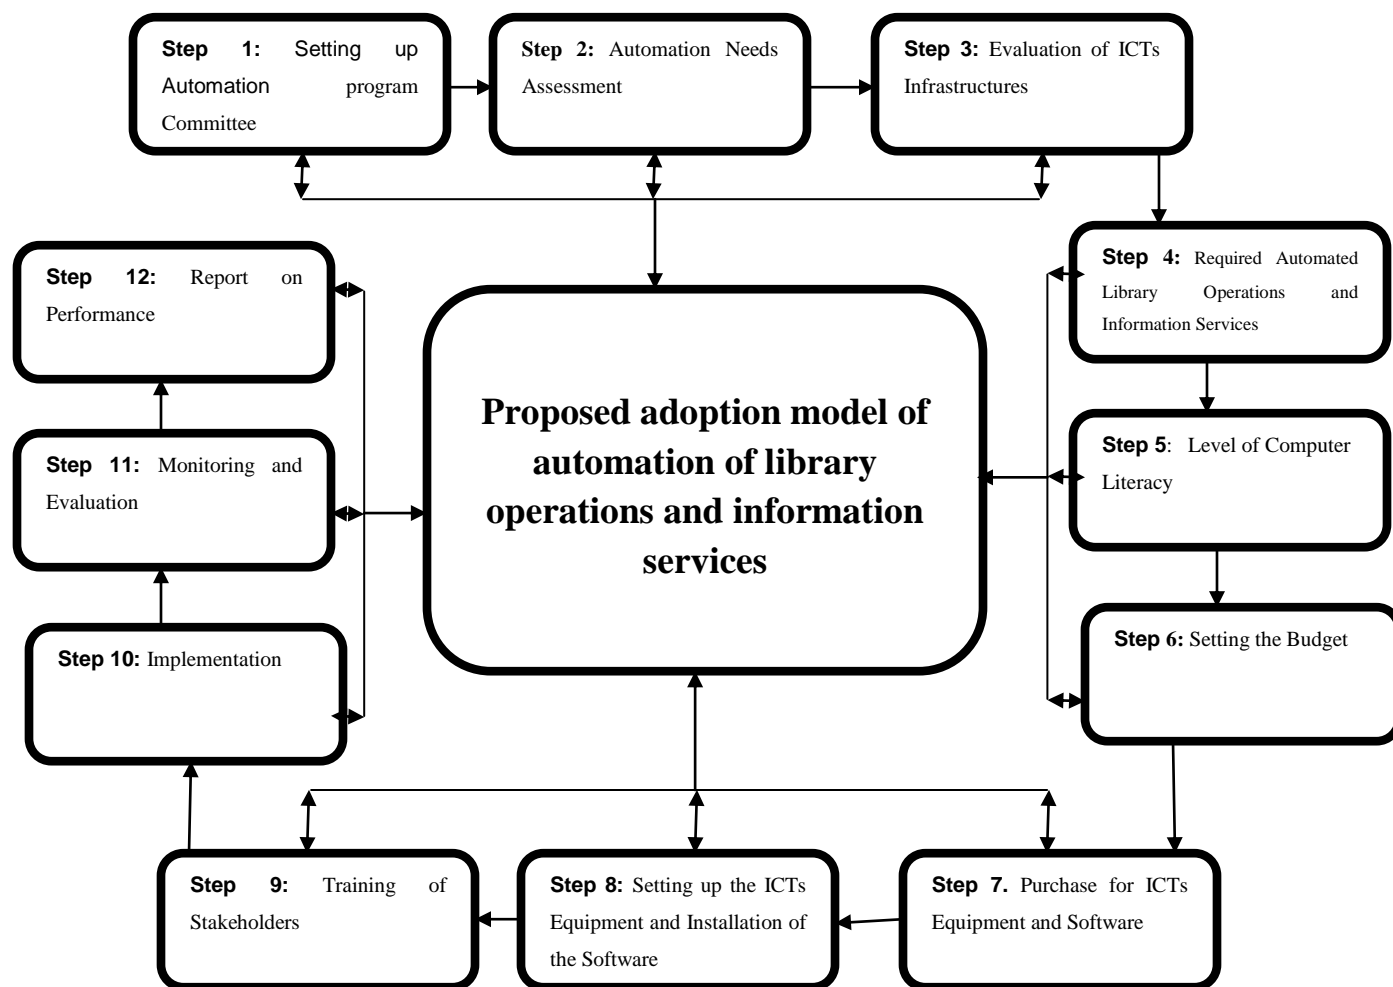 Step 1: Setting up
Automation program
Committee
Step 2: Automation Needs
Assessment
Step 3: Evaluation of ICTs
Infrastructures
Step 4: Required Automated
Library Operations and
Information Services
Step 5: Level of Computer
Literacy
Step 6: Setting the Budget
Step 7. Purchase for ICTs
Equipment and Software
Step 8: Setting up the ICTs
Equipment and Installation of
the Software
Step 9: Training of
Stakeholders
Step 10: Implementation
Step 11: Monitoring and
Evaluation
Step 12: Report on
Performance
Proposed adoption model of
automation of library
operations and information
services